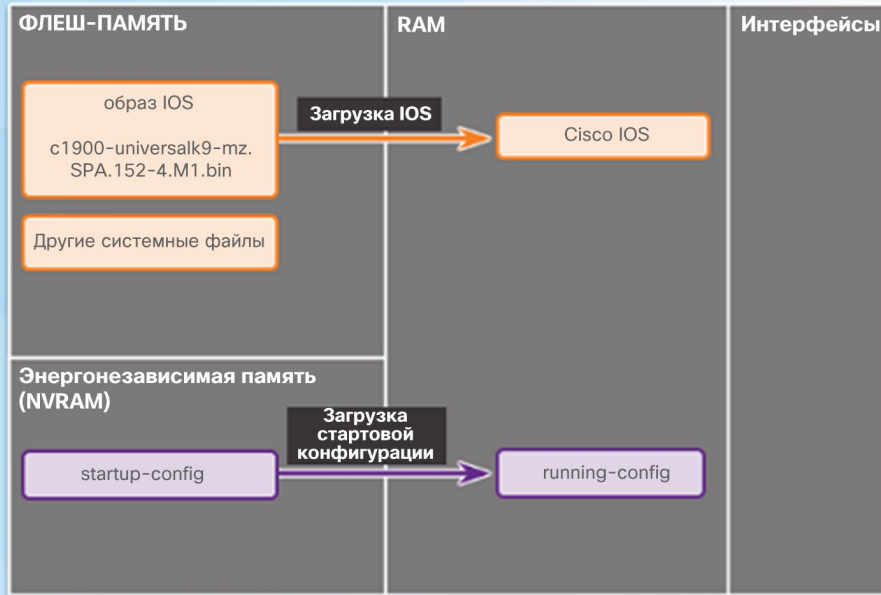 ФЛЕШ-ПАМЯТЬ
образ IOS
c1900-universalk9-mz.
SPA.152-4.M1.bin
Другие системные файлы
Загрузка IOS
RAM
Cisco IOS
Интерфейсы
Энергонезависимая память
(NVRAM)
startup-config
Загрузка
стартовой
конфигурации
running-config